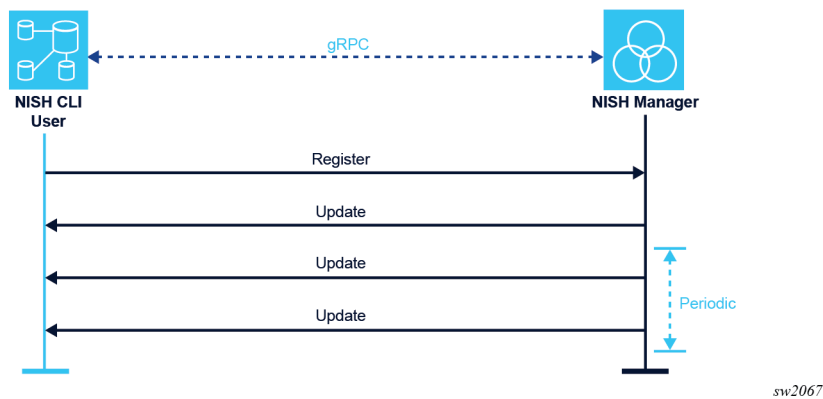 gRPC
NISH CLI
User
NISH Manager
Register
Update
Update
Periodic
Update
sw2067